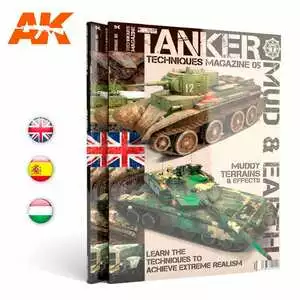 AK
TANKER
TECHNIQUES MAGAZINE 05
MUD & EARTH
12
MUDDY
TERRAINS
& EFFECTS
LEARN THE
TECHNIQUES TO
ACHIEVE EXTREME REALISM